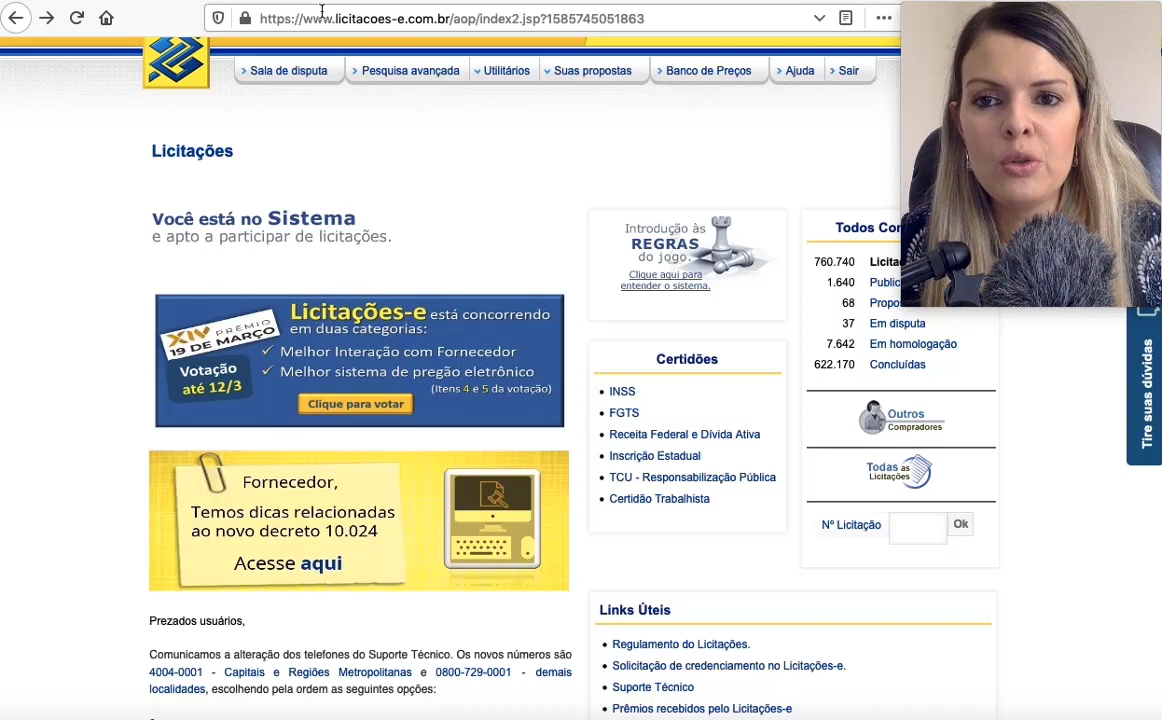 https://www.licitacoes-e.com.br/aop/index2.jsp?1585745051863
Sala de disputa
Pesquisa avançada
Utilitários
Suas propostas
Banco de Preços
Ajuda
Sair
Licitações
Você está no Sistema
e apto a participar de licitações.
XIV PRÊMIO
19 DE MARÇO
Votação
até 12/3
Licitações-e está concorrendo
em duas categorias:
✓ Melhor Interação com Fornecedor
✓ Melhor sistema de pregão eletrônico
(Itens 4 e 5 da votação)
Clique para votar
Fornecedor,
Temos dicas relacionadas
ao novo decreto 10.024
Acesse aqui
Prezados usuários,
Comunicamos a alteração dos telefones do Suporte Técnico. Os novos números são
4004-0001 - Capitais e Regiões Metropolitanas e 0800-729-0001 - demais
localidades, escolhendo pela ordem as seguintes opções:
Introdução às
REGRAS
do jogo.
Clique aqui para
entender o sistema.
Certidões
INSS
FGTS
Receita Federal e Dívida Ativa
Inscrição Estadual
TCU - Responsabilização Pública
Certidão Trabalhista
Todos
760.740
1.640
68
37 Em disputa
7.642 Em homologação
622.170 Concluídas
Outros
Compradores
Todas as
Licitações
Nº Licitação Ok
Links Úteis
Regulamento do Licitações.
Solicitação de credenciamento no Licitações-e.
Suporte Técnico
Prêmios recebidos pelo Licitações-e
Tire suas dúvidas